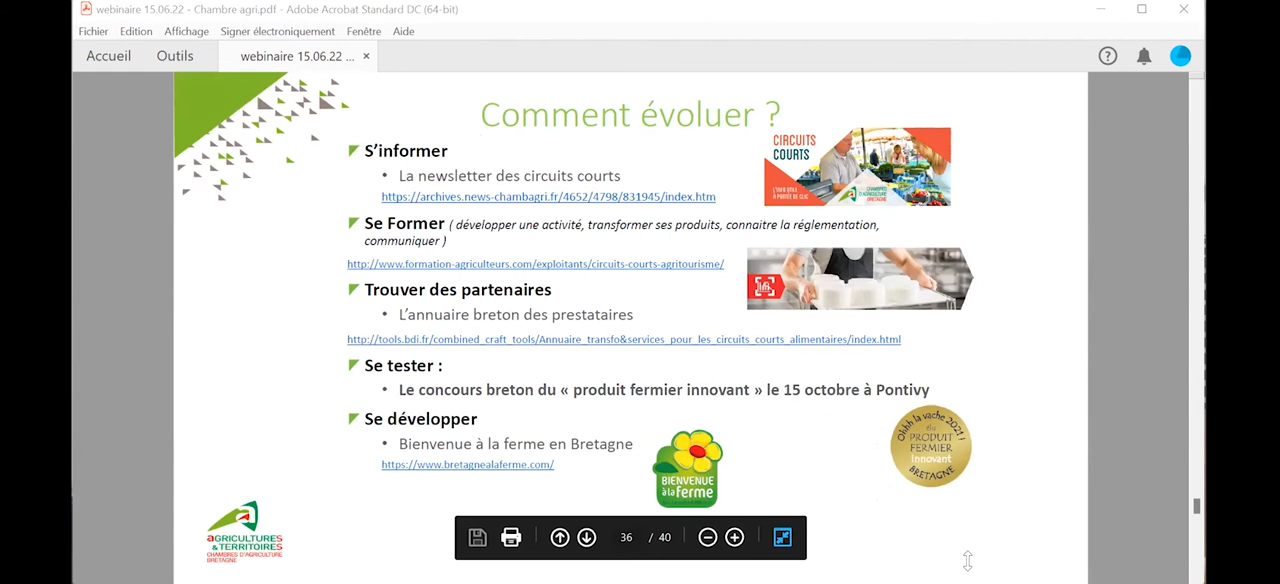 webinaire 15.06.22 - Chambre agri.pdf - Adobe Acrobat Standard DC (64-bit)
Fichier Edition Affichage Signer électroniquement Fenêtre Aide
Accueil Outils webinaire 15.06.22 ... ×
Comment évoluer ?
S'informer
• La newsletter des circuits courts
https://archives.news-chambagri.fr/4652/4798/831945/index.htm
CIRCUITS
COURTS
CHAMBRES
D'AGRICULTURE
BRETAGNE
Se Former ( développer une activité, transformer ses produits, connaitre la réglementation,
communiquer )
http://www.formation-agriculteurs.com/exploitants/circuits-courts-agritourisme/
Trouver des partenaires
• L'annuaire breton des prestataires
http://tools.bdi.fr/combined_craft_tools/Annuaire_transfo&services_pour_les_circuits_courts_alimentaires/index.html
Se tester :
• Le concours breton du « produit fermier innovant » le 15 octobre à Pontivy
Se développer
• Bienvenue à la ferme en Bretagne
https://www.bretagnealaferme.com/
BIENVENUE
à la ferme
Ohhh la vache 2021 !
PRODUIT
FERMIER
innovant
BRETAGNE
AGRICULTURES
& TERRITOIRES
CHAMBRES D'AGRICULTURE
BRETAGNE
36 / 40